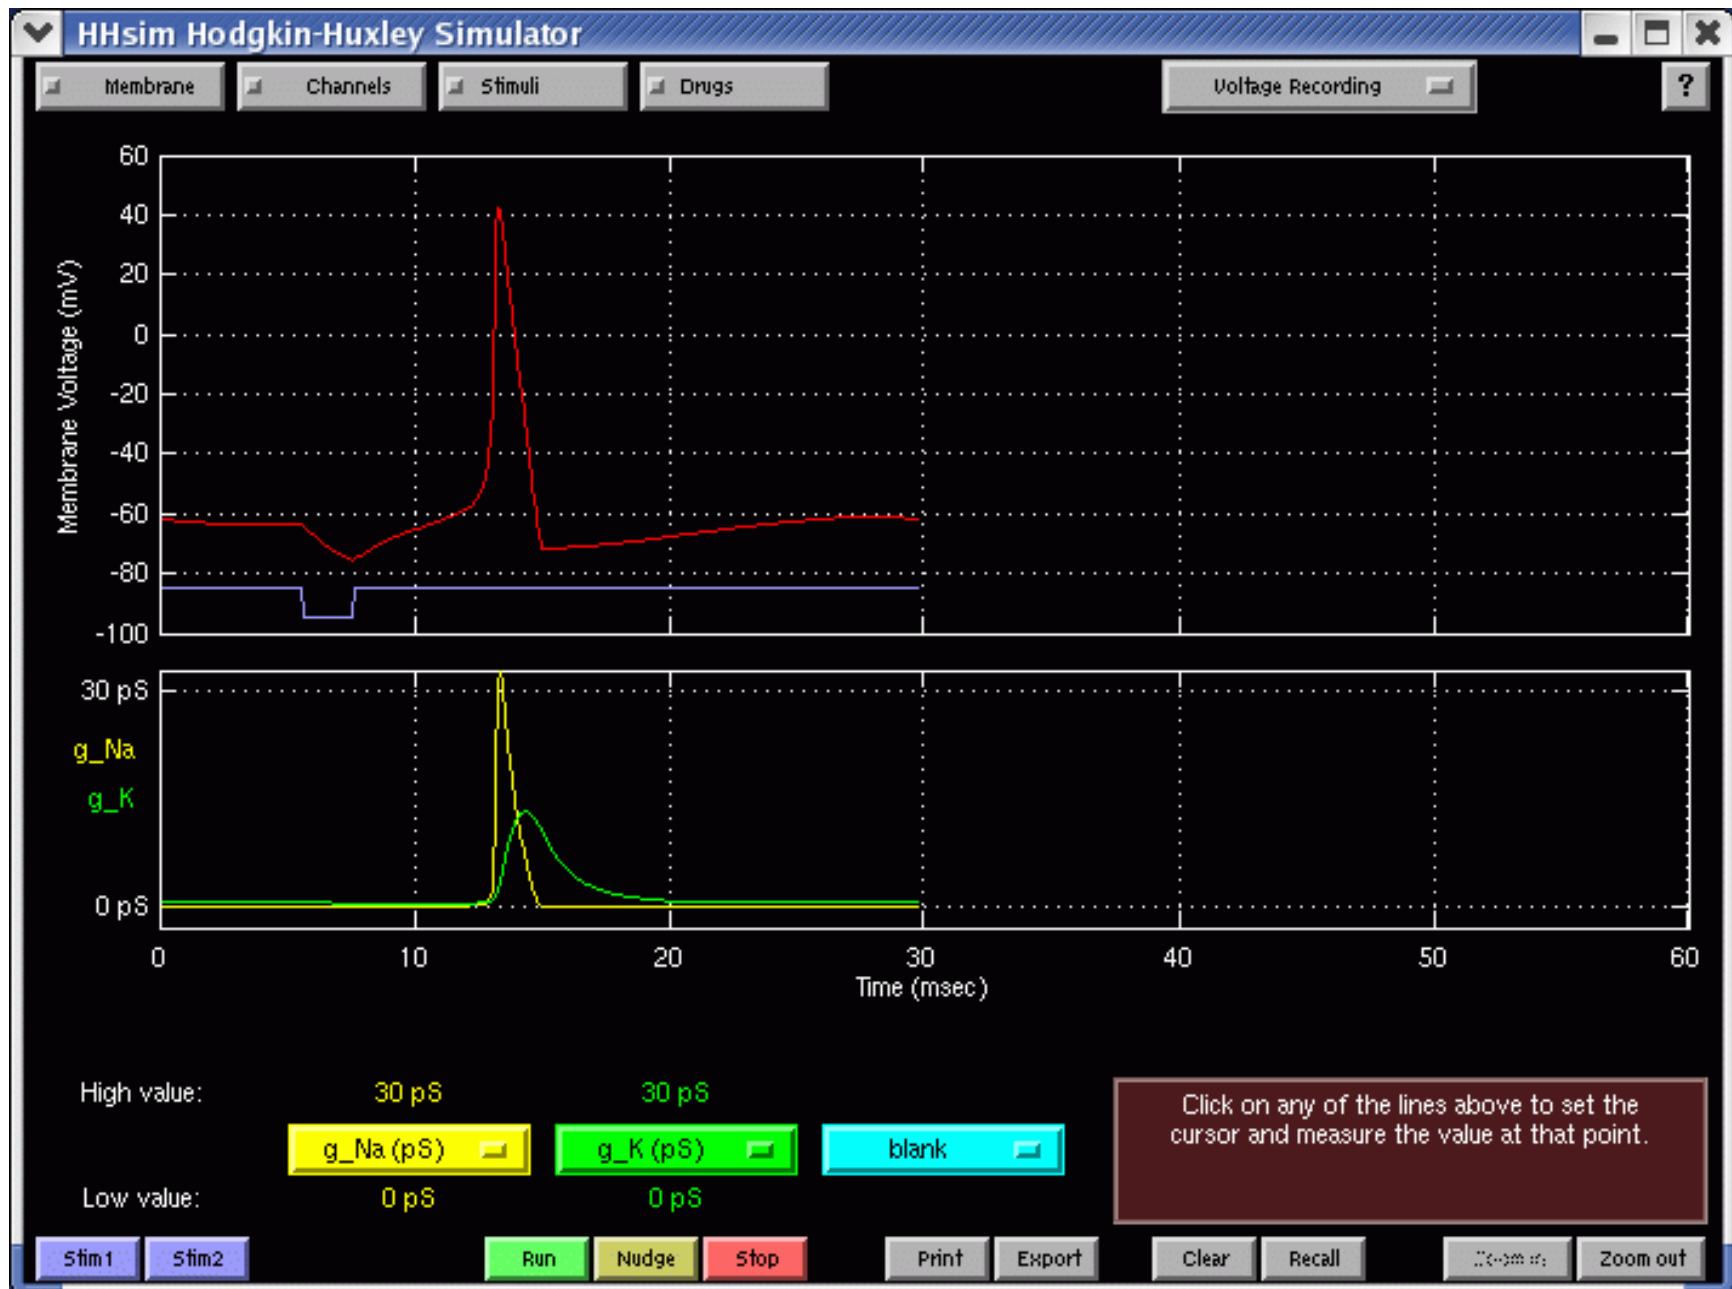 HHsim Hodgkin-Huxley Simulator
Membrane Channels Stimuli Drugs Voltage Recording ?
60
40
20
0
-20
-40
-60
-80
-100
Membrane Voltage (mV)
30 pS
g_Na
g_K
0 pS
0 10 20 30 40 50 60
Time (msec)
High value: 30 pS 30 pS
g_Na (pS) g_K (pS) blank
Low value: 0 pS 0 pS
Click on any of the lines above to set the
cursor and measure the value at that point.
Stim1 Stim2 Run Nudge Stop Print Export Clear Recall Zoom out